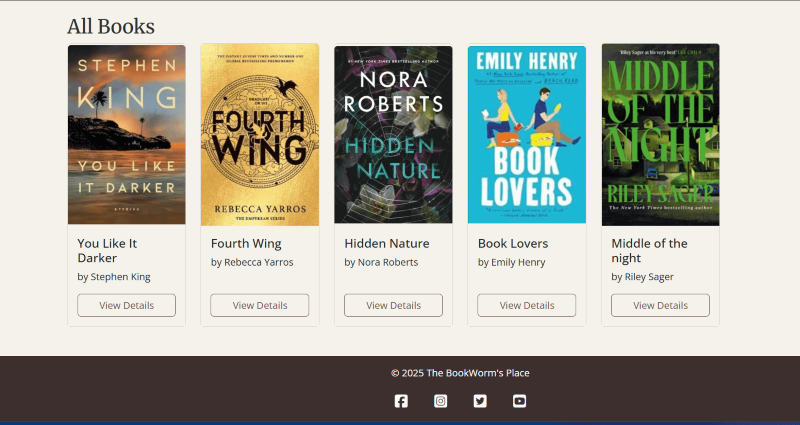 All Books
STEPHEN
KING
YOU LIKE
IT DARKER
STORIES
FOURTH
WING
REBECCA YARROS
THE EMPYREAN SERIES
#1 NEW YORK TIMES BESTSELLING AUTHOR
NORA
ROBERTS
HIDDEN
NATURE
EMILY HENRY
BOOK
LOVERS
"Riley Sager at his very best" LEE CHILD
MIDDLE
OF THE
NIGHT
RILEY SAGER
The New York Times bestselling author
You Like It
Darker
by Stephen King
View Details
Fourth Wing
by Rebecca Yarros
View Details
Hidden Nature
by Nora Roberts
View Details
Book Lovers
by Emily Henry
View Details
Middle of the
night
by Riley Sager
View Details
© 2025 The BookWorm's Place